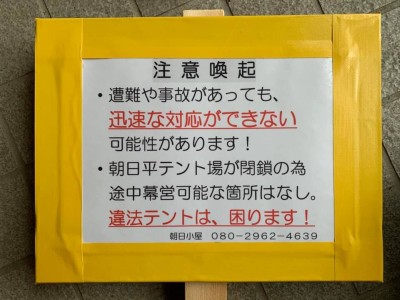 注意喚起
・遭難や事故があっても、
迅速な対応ができない
可能性があります！
・朝日平テント場が閉鎖の為
途中幕営可能な箇所はなし。
違法テントは、困ります！
朝日小屋 080-2962-4639